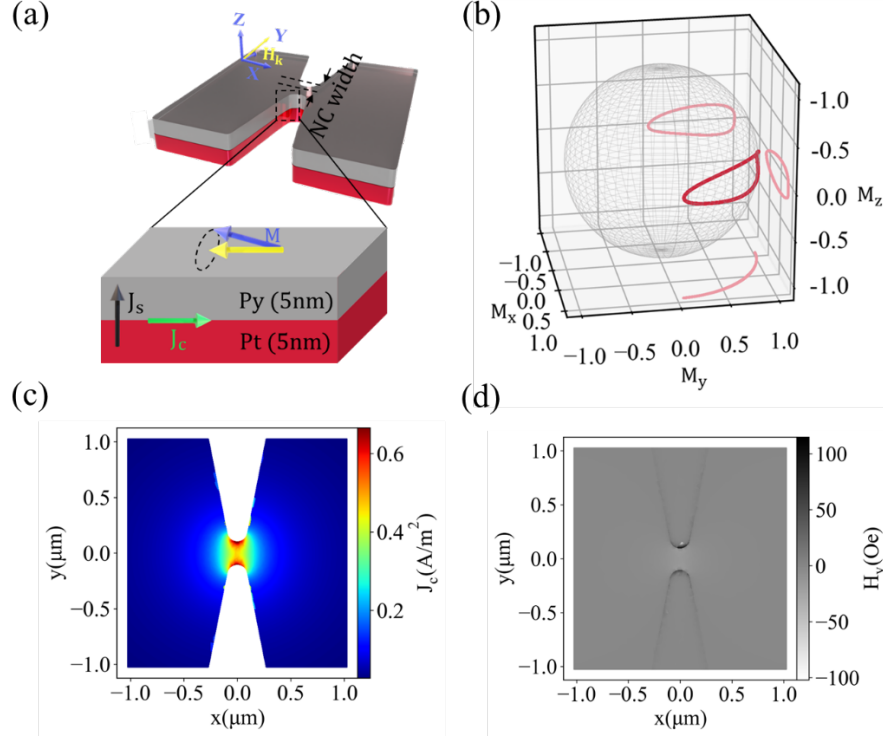 (a)
Z
Y
H_k
X
NC width
M
J_s
Py (5nm)
J_c
Pt (5nm)
(b)
-1.0
-0.5
0.0
M_z
-0.5
-1.0
−1.0
−0.5
M_x 0.0
0.5
1.0
−1.0 −0.5 0.0 0.5 1.0
M_y
(c)
1.0
0.5
0.0
−0.5
−1.0
y(μm)
−1.0 −0.5 0.0 0.5 1.0
x(μm)
0.6
0.4
0.2
J_c(A/m²)
(d)
1.0
0.5
0.0
−0.5
−1.0
y(μm)
−1.0 −0.5 0.0 0.5 1.0
x(μm)
100
50
0
−50
−100
H_y(Oe)